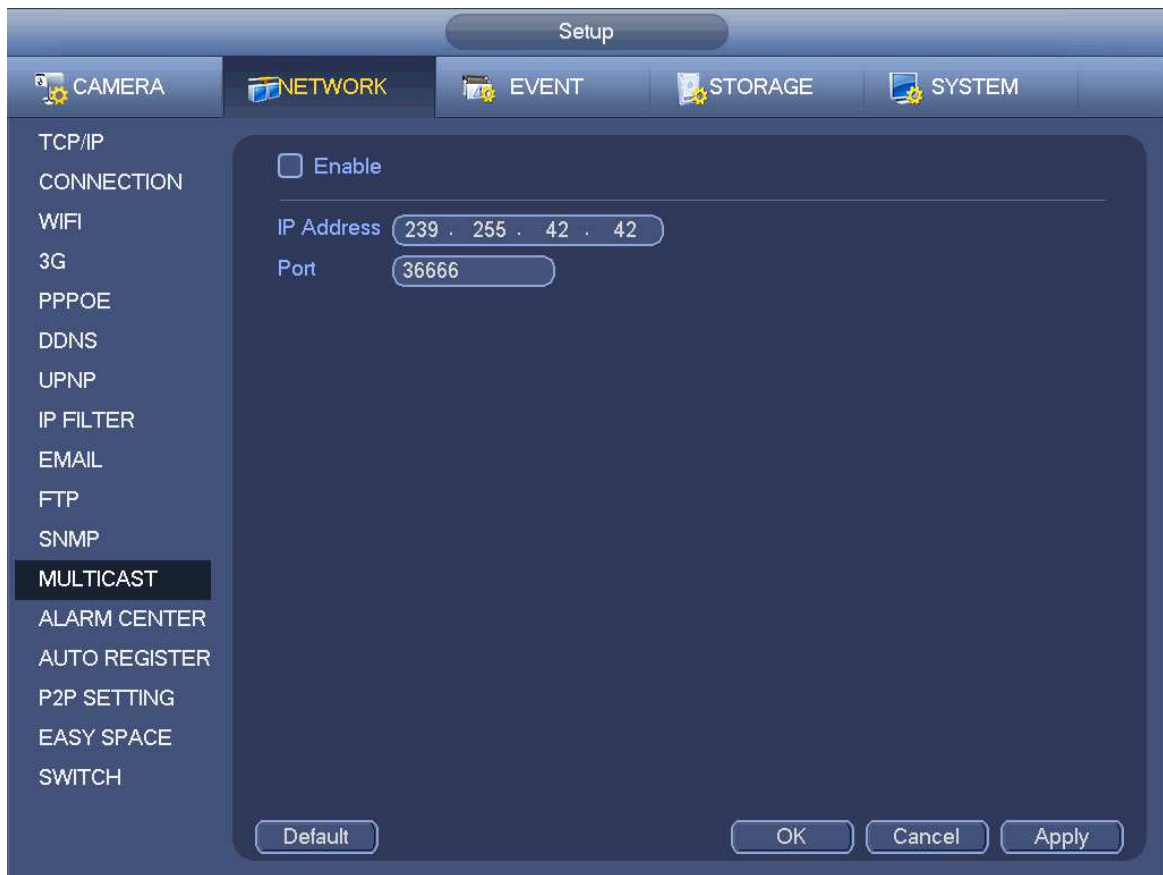 Setup
CAMERA NETWORK EVENT STORAGE SYSTEM
TCP/IP
CONNECTION
WIFI
3G
PPPOE
DDNS
UPNP
IP FILTER
EMAIL
FTP
SNMP
MULTICAST
ALARM CENTER
AUTO REGISTER
P2P SETTING
EASY SPACE
SWITCH
Enable
IP Address 239 . 255 . 42 . 42
Port 36666
Default OK Cancel Apply